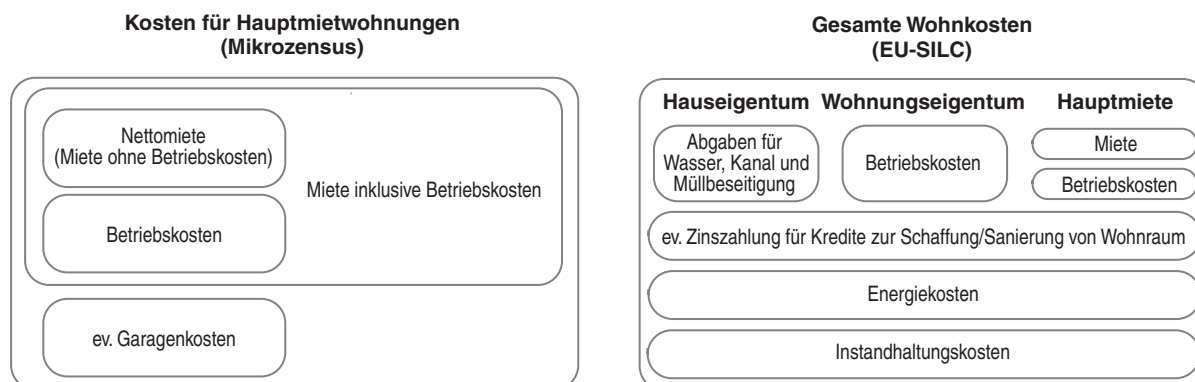 Kosten für Hauptmietwohnungen
(Mikrozensus)
Nettomiete
(Miete ohne Betriebskosten)
Miete inklusive Betriebskosten
Betriebskosten
ev. Garagenkosten
Gesamte Wohnkosten
(EU-SILC)
Hauseigentum Wohnungseigentum Hauptmiete
Abgaben für
Wasser, Kanal und
Müllbeseitigung
Betriebskosten
Miete
Betriebskosten
ev. Zinszahlung für Kredite zur Schaffung/Sanierung von Wohnraum
Energiekosten
Instandhaltungskosten